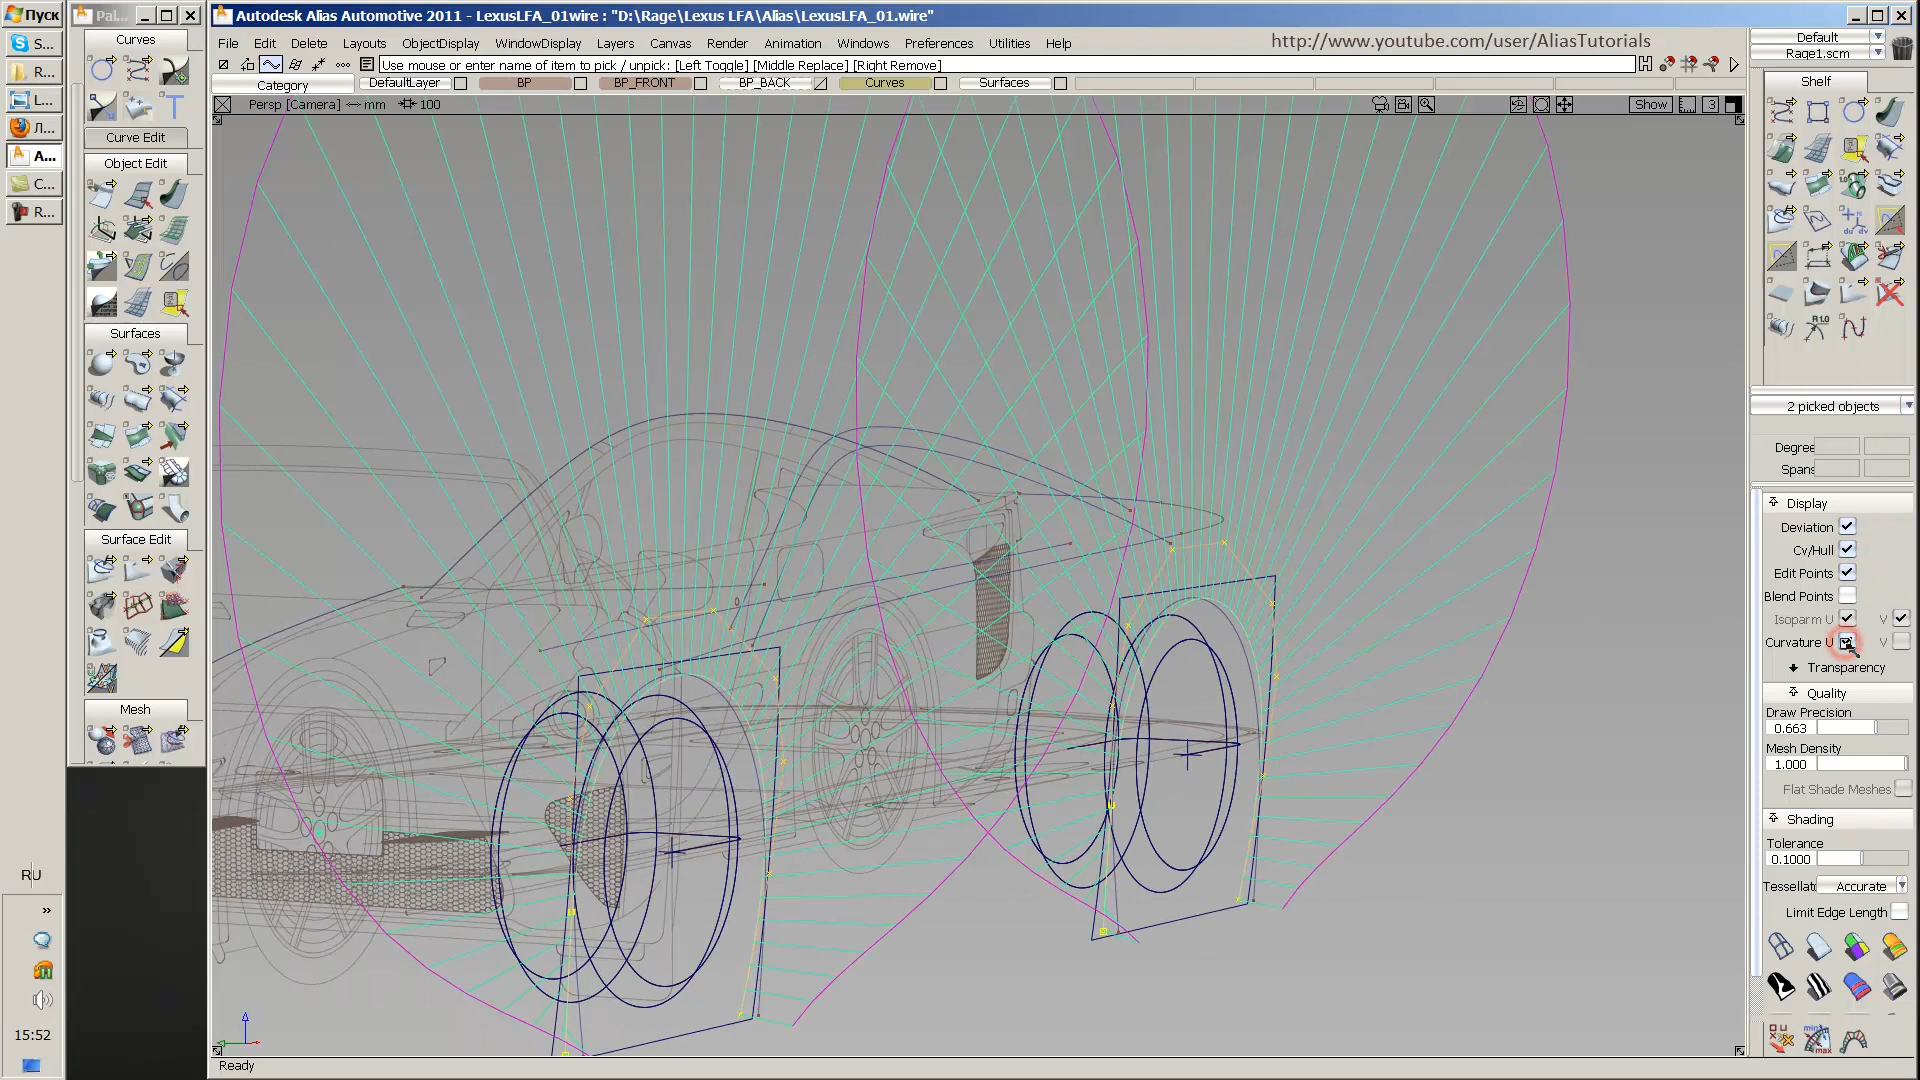 Пуск
Pal...
Autodesk Alias Automotive 2011 - LexusLFA_01wire : "D:\Rage\Lexus LFA\Alias\LexusLFA_01.wire"
File Edit Delete Layouts ObjectDisplay WindowDisplay Layers Canvas Render Animation Windows Preferences Utilities Help
http://www.youtube.com/user/AliasTutorials
Use mouse or enter name of item to pick / unpick: [Left Toggle] [Middle Replace] [Right Remove]
Category DefaultLayer BP BP_FRONT BP_BACK Curves Surfaces
Persp [Camera] mm 100
Show 3
S...
R...
L...
Л...
A...
C...
R...
RU
»
15:52
Curves
Curve Edit
Object Edit
Surfaces
Surface Edit
Mesh
Default
Rage1.scm
Shelf
2 picked objects
Degree
Spans
Display
Deviation
Cv/Hull
Edit Points
Blend Points
Isoparm U V
Curvature U V
Transparency
Quality
Draw Precision
0.663
Mesh Density
1.000
Flat Shade Meshes
Shading
Tolerance
0.1000
Tessellat Accurate
Limit Edge Length
Ready